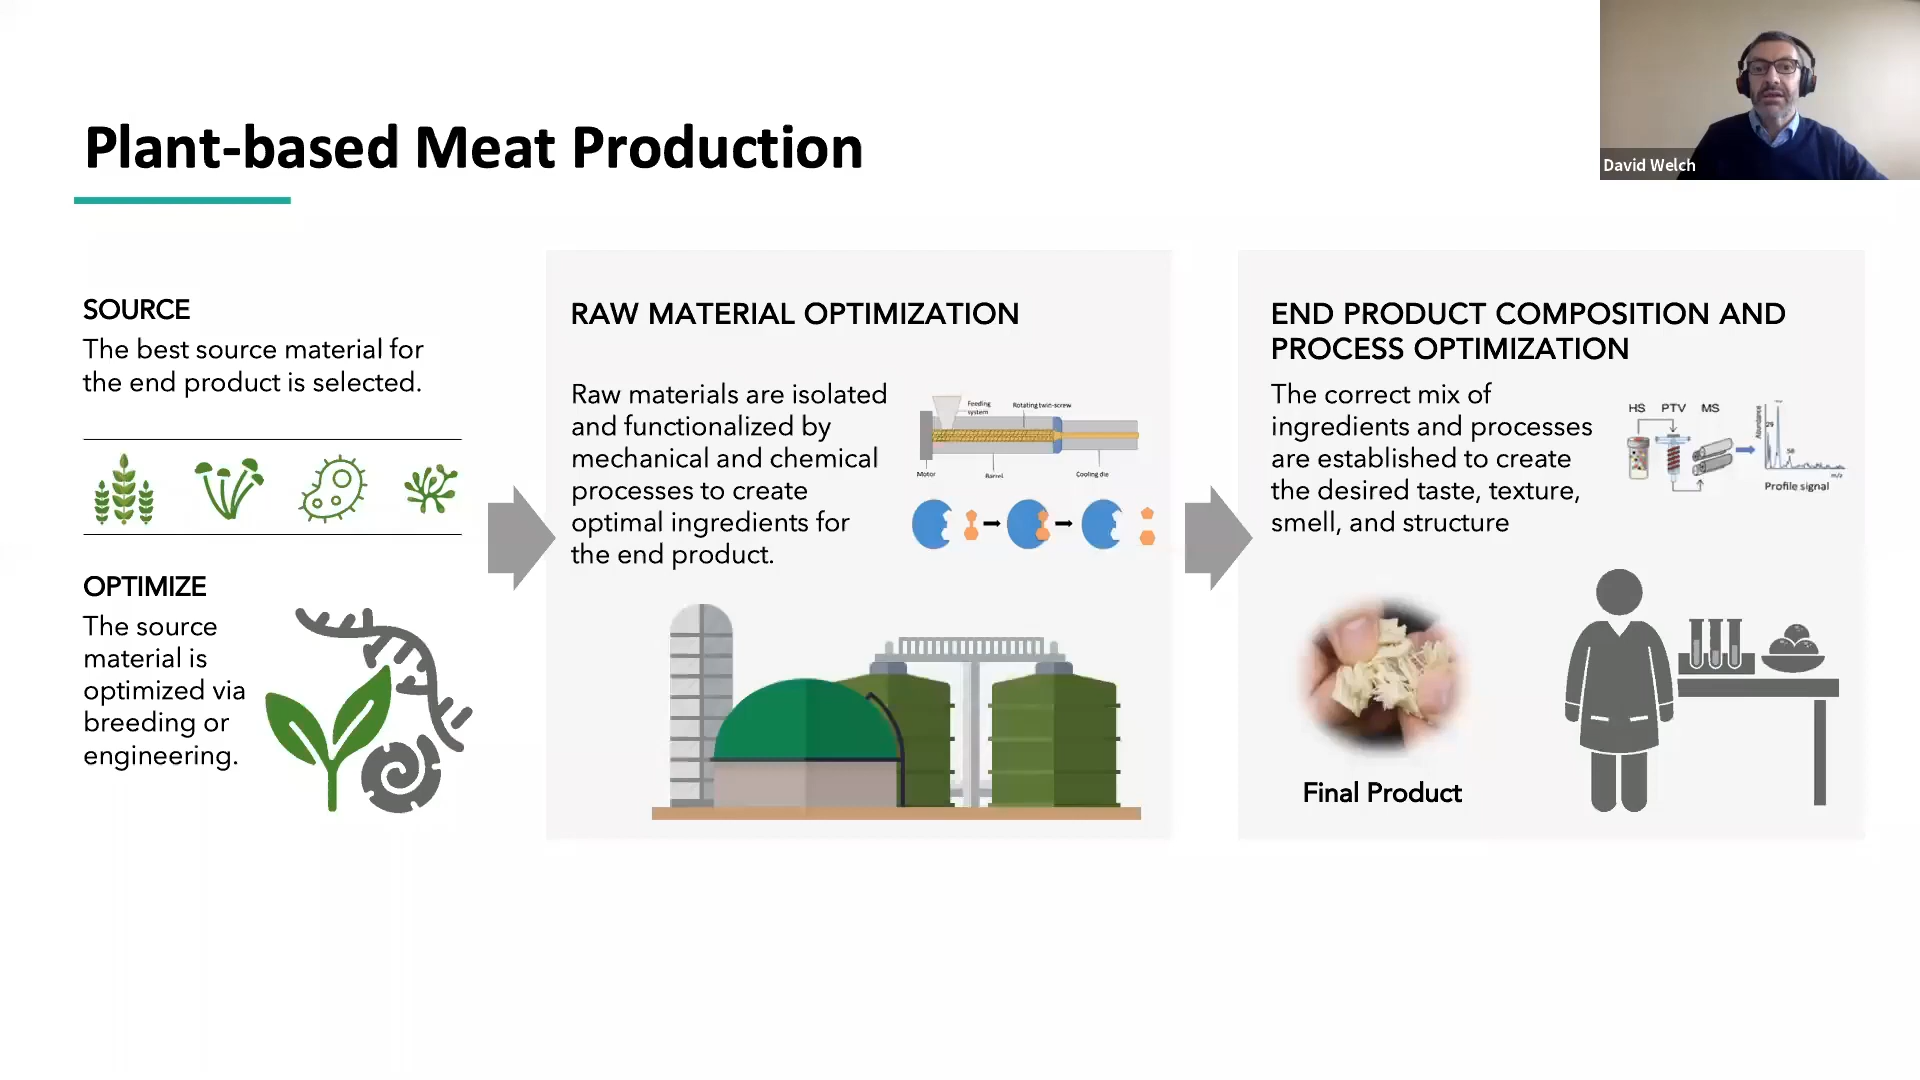 Plant-based Meat Production
David Welch
SOURCE
The best source material for
the end product is selected.
OPTIMIZE
The source
material is
optimized via
breeding or
engineering.
RAW MATERIAL OPTIMIZATION
Raw materials are isolated
and functionalized by
mechanical and chemical
processes to create
optimal ingredients for
the end product.
Feeding
system
Rotating twin-screw
Motor
Barrel
Cooling die
END PRODUCT COMPOSITION AND
PROCESS OPTIMIZATION
The correct mix of
ingredients and processes
are established to create
the desired taste, texture,
smell, and structure
HS PTV MS
Abundance
29
58
m/z
Profile signal
Final Product